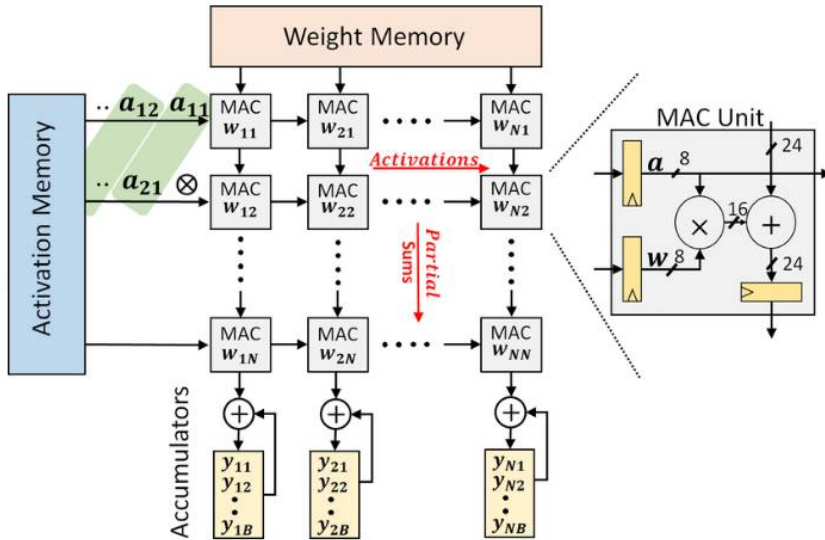 Weight Memory
Activation Memory
.. a12 a11
.. a21 ⊗
MAC w11
MAC w21
MAC wN1
Activations
MAC w12
MAC w22
MAC wN2
Partial
Sums
MAC w1N
MAC w2N
MAC wNN
Accumulators
+
+
+
y11
y12
y1B
y21
y22
y2B
yN1
yN2
yNB
MAC Unit
24
a 8
16
×
+
w 8
24